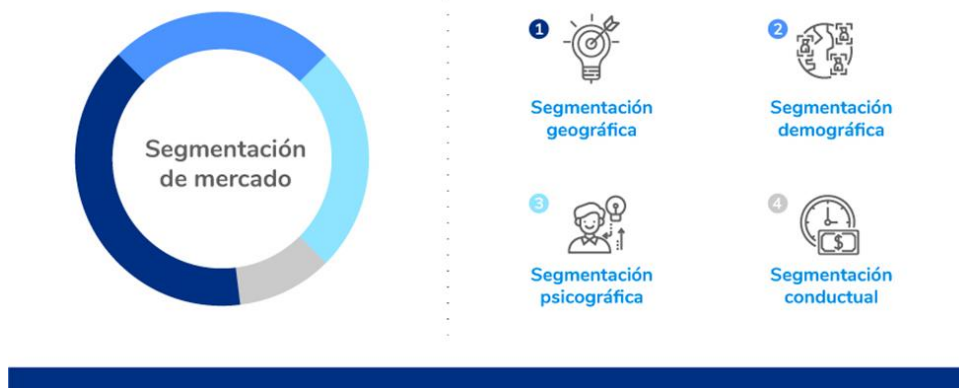 Segmentación
de mercado
1
Segmentación
geográfica
2
Segmentación
demográfica
3
Segmentación
psicográfica
4
Segmentación
conductual
$